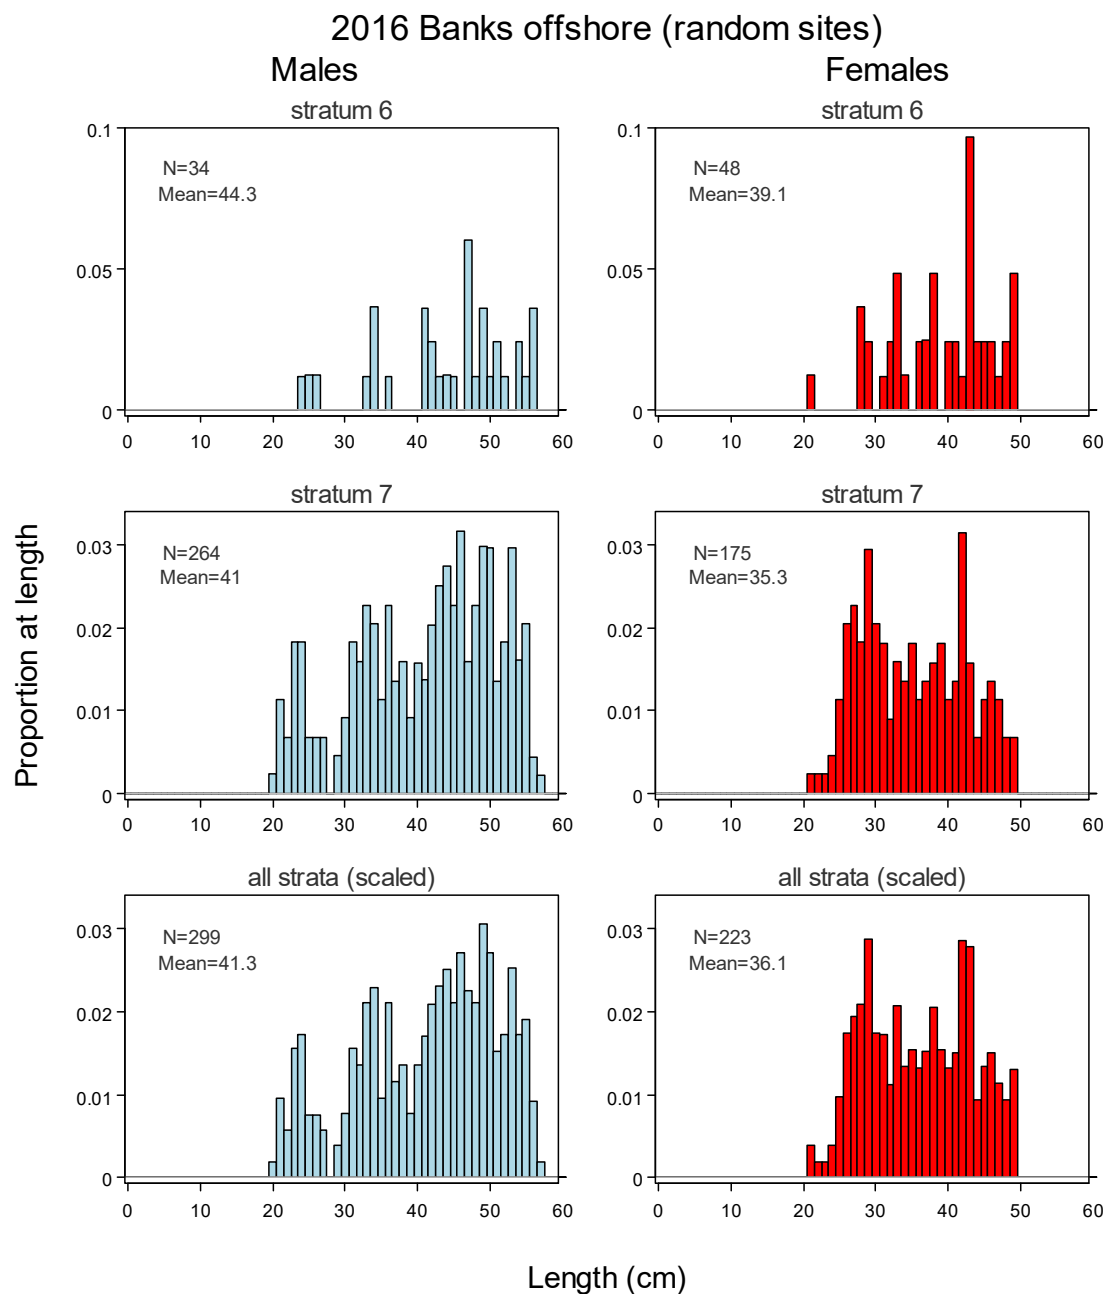 2016 Banks offshore (random sites)
Males Females
stratum 6 stratum 6
0.1 0.1
N=34 N=48
Mean=44.3 Mean=39.1
0.05 0.05
0 0
0 10 20 30 40 50 60 0 10 20 30 40 50 60
stratum 7 stratum 7
Proportion at length
0.03 0.03
N=264 N=175
Mean=41 Mean=35.3
0.02 0.02
0.01 0.01
0 0
0 10 20 30 40 50 60 0 10 20 30 40 50 60
all strata (scaled) all strata (scaled)
0.03 0.03
N=299 N=223
Mean=41.3 Mean=36.1
0.02 0.02
0.01 0.01
0 0
0 10 20 30 40 50 60 0 10 20 30 40 50 60
Length (cm)